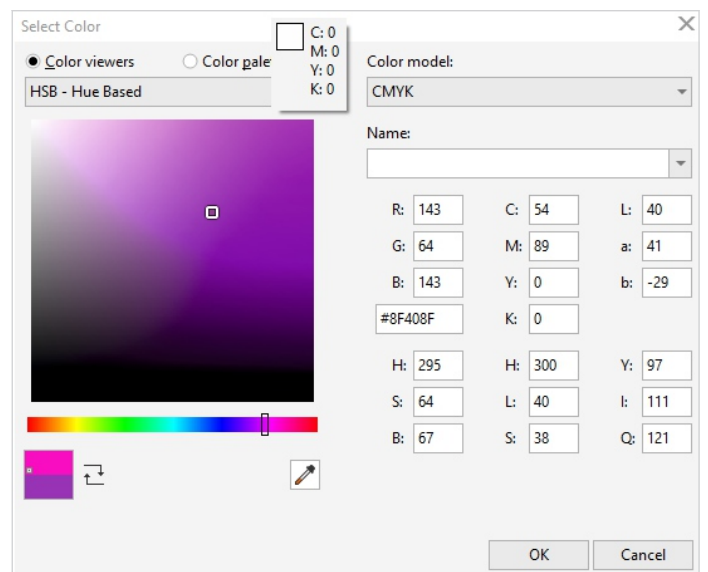 Select Color
C: 0
M: 0
Y: 0
K: 0
Color viewers
Color
HSB - Hue Based
Color model:
CMYK
Name:
R: 143 C: 54 L: 40
G: 64 M: 89 a: 41
B: 143 Y: 0 b: -29
#8F408F K: 0
H: 295 H: 300 Y: 97
S: 64 L: 40 I: 111
B: 67 S: 38 Q: 121
OK Cancel